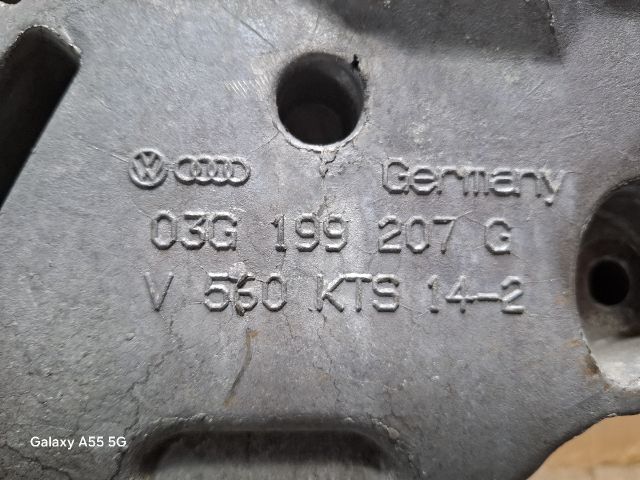 Germany
03G 199 207 G
V 560 KTS 14-2
Galaxy A55 5G